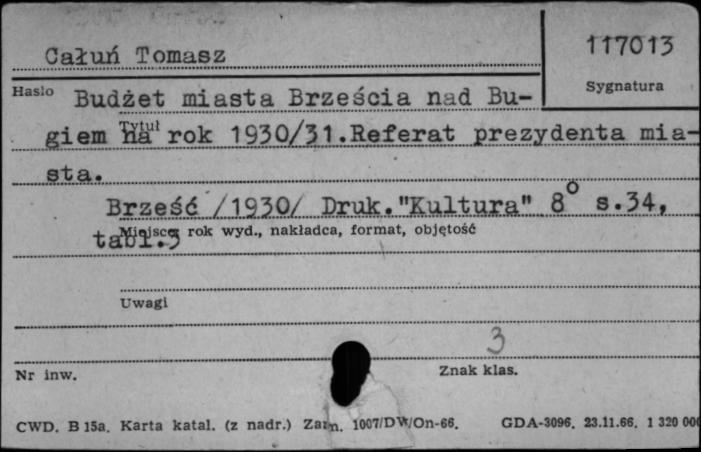 Całuń Tomasz
117013
Hasło
Sygnatura
Budżet miasta Brześcia nad Bu-
Tytuł
giem na rok 1930/31.Referat prezydenta mia-
sta.
Brześć /1930/ Druk."Kultura" 8° s.34,
tabl.3
Miejsce, rok wyd., nakładca, format, objętość
Uwagi
3
Nr inw.
Znak klas.
CWD. B 15a. Karta katal. (z nadr.) Zam. 1007/DW/On-66. GDA-3096. 23.11.66. 1 320 000